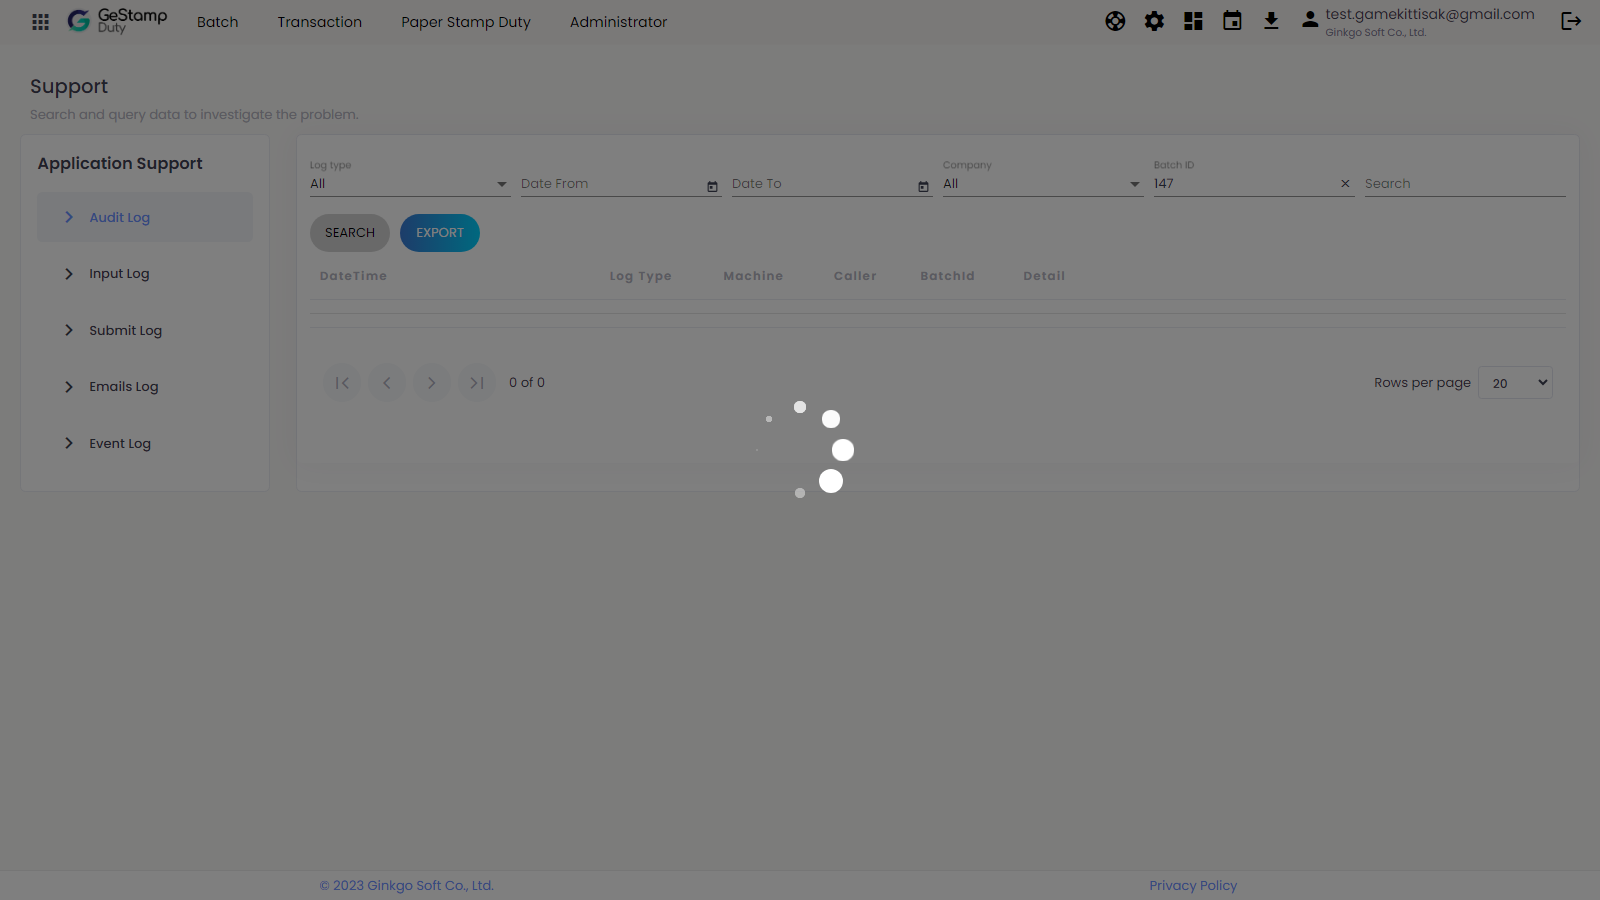 GeStamp
Duty
Batch
Transaction
Paper Stamp Duty
Administrator
test.gamekittisak@gmail.com
Ginkgo Soft Co., Ltd.
Support
Search and query data to investigate the problem.
Application Support
Audit Log
Input Log
Submit Log
Emails Log
Event Log
Log type
All
Date From
Date To
Company
All
Batch ID
147
Search
SEARCH
EXPORT
DateTime
Log Type
Machine
Caller
BatchId
Detail
0 of 0
Rows per page
20
© 2023 Ginkgo Soft Co., Ltd.
Privacy Policy